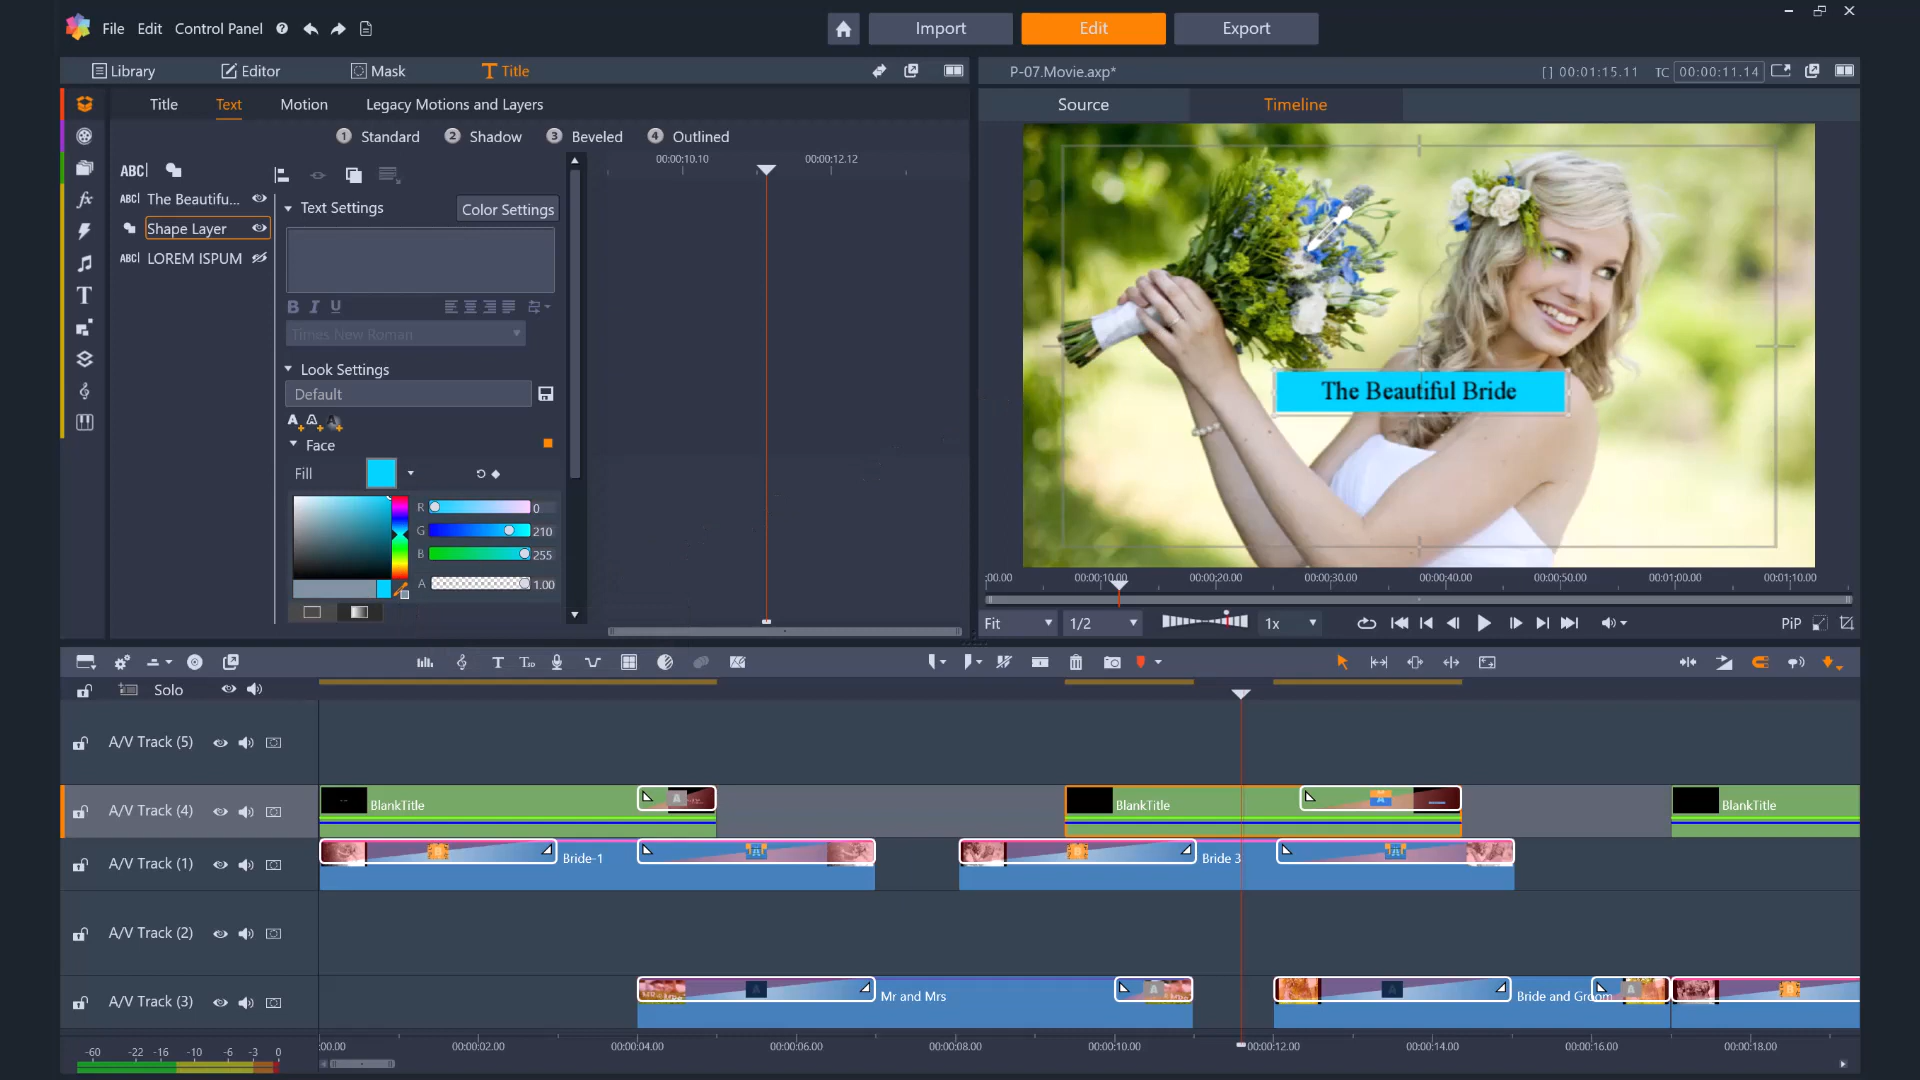 File Edit Control Panel
Import Edit Export
Library Editor Mask Title
P-07.Movie.axp* [ ] 00:01:15.11 TC 00:00:11.14
Title Text Motion Legacy Motions and Layers
Source Timeline
1 Standard 2 Shadow 3 Beveled 4 Outlined
00:00:10.10 00:00:12.12
ABC
ABC The Beautifu...
Shape Layer
ABC LOREM ISPUM
Text Settings Color Settings
B I U
Times New Roman
Look Settings
Default
Face
Fill
R 0
G 210
B 255
A 1.00
The Beautiful Bride
:00.00 00:00:10.00 00:00:20.00 00:00:30.00 00:00:40.00 00:00:50.00 00:01:00.00 00:01:10.00
Fit 1/2 1x PiP
Solo
A/V Track (5)
A/V Track (4) BlankTitle BlankTitle BlankTitle
A/V Track (1) Bride-1 Bride 3
A/V Track (2)
A/V Track (3) Mr and Mrs Bride and Groom
:00.00 00:00:02.00 00:00:04.00 00:00:06.00 00:00:08.00 00:00:10.00 00:00:12.00 00:00:14.00 00:00:16.00 00:00:18.00
-60 -22 -16 -10 -6 -3 0